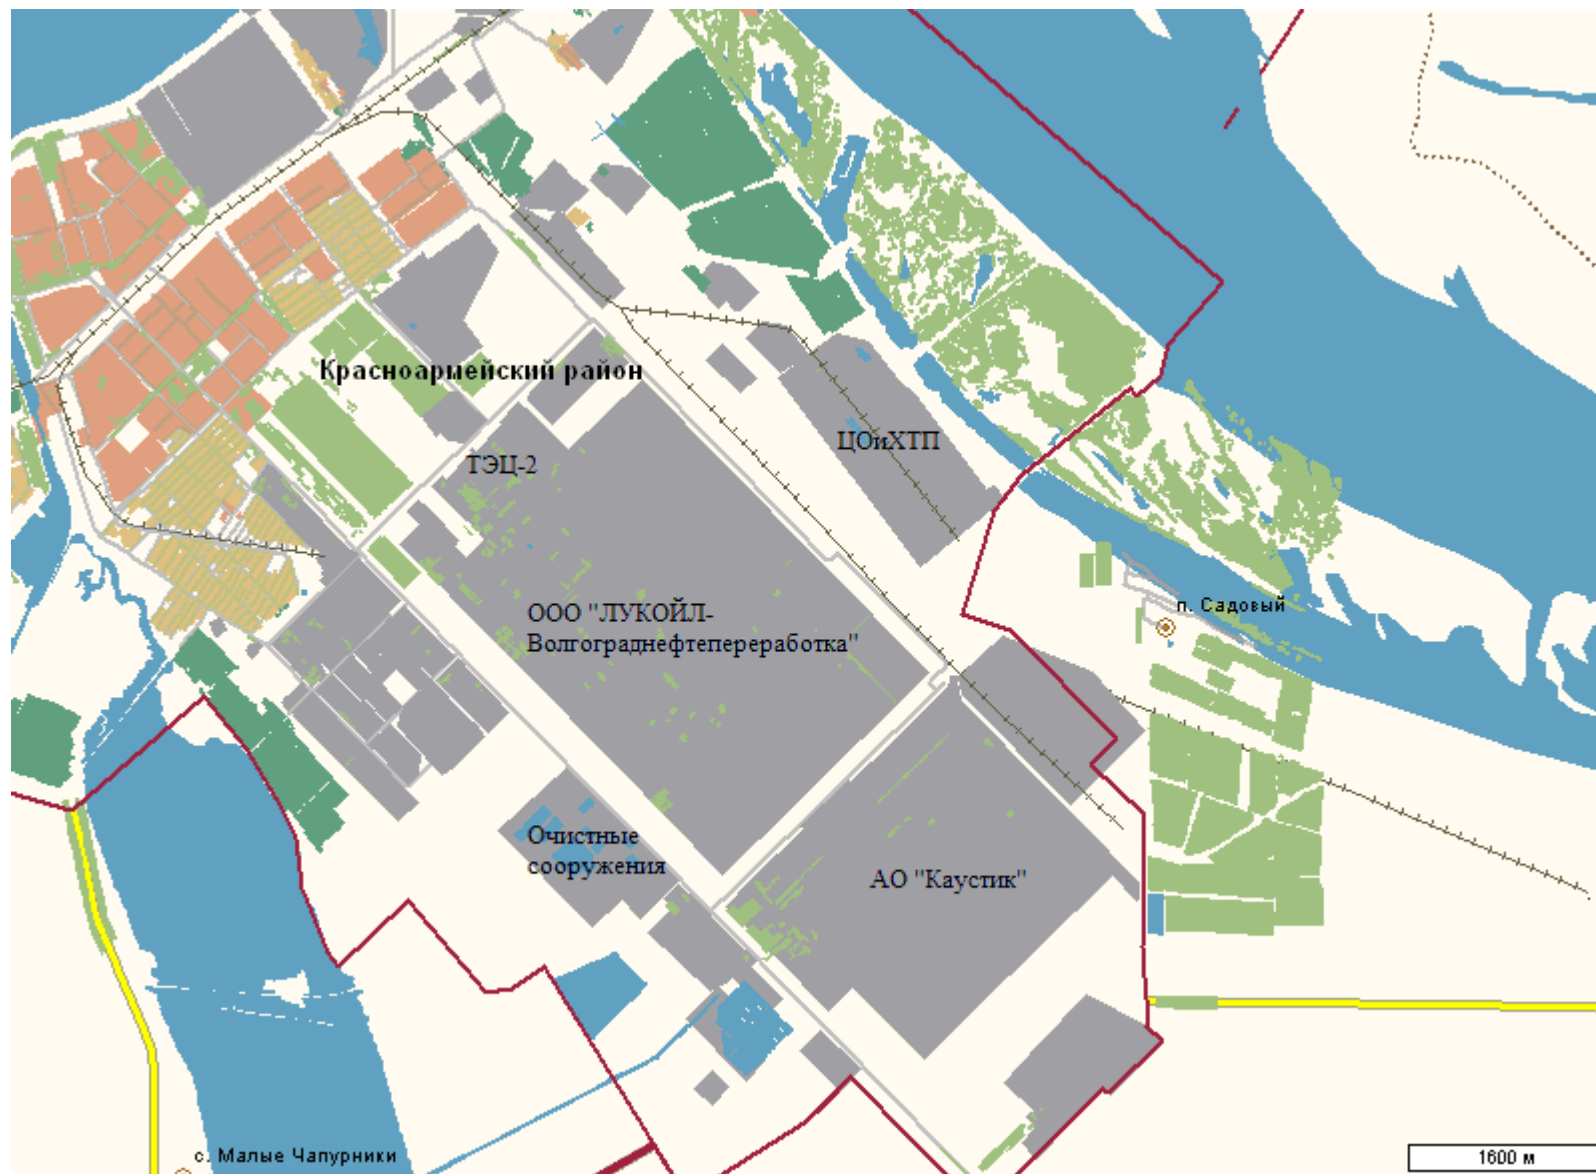 Красноармейский район
ТЭЦ-2
ЦОиХТП
ООО "ЛУКОЙЛ-
Волгограднефтепереработка"
п. Садовый
Очистные
сооружения
АО "Каустик"
с. Малые Чапурники
1600 м